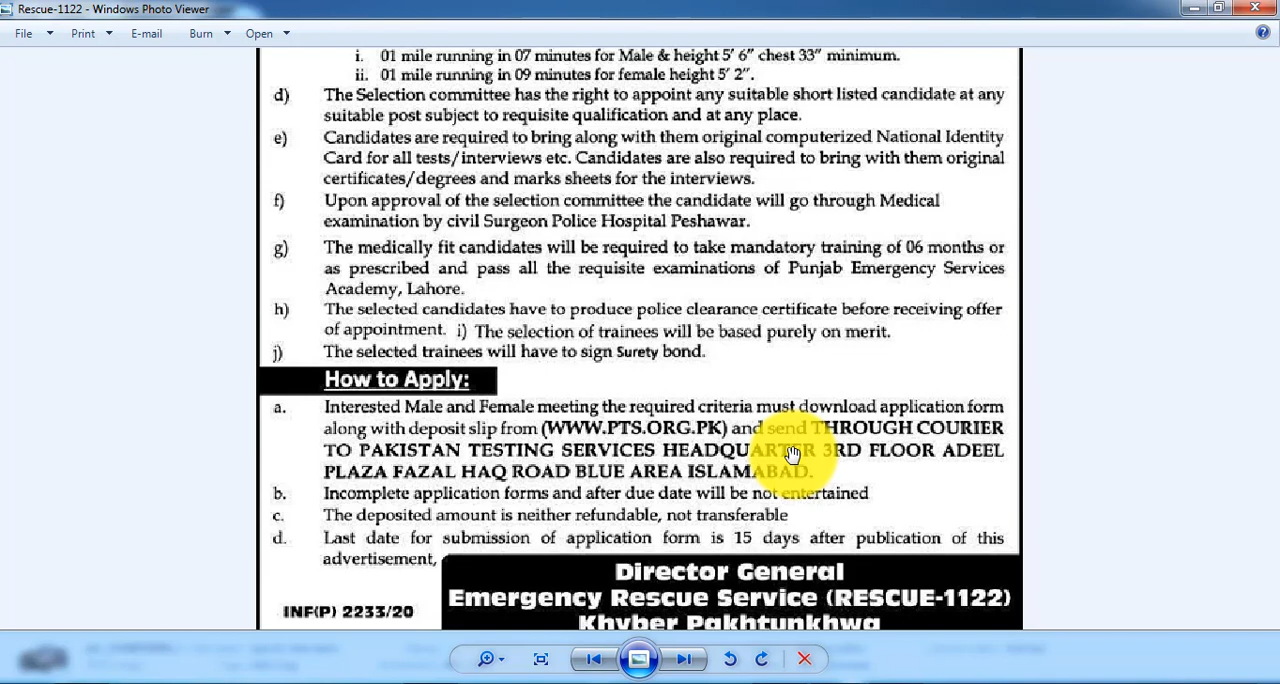 Rescue-1122 - Windows Photo Viewer
File Print E-mail Burn Open
i. 01 mile running in 07 minutes for Male & height 5' 6" chest 33" minimum.
ii. 01 mile running in 09 minutes for female height 5' 2".
d) The Selection committee has the right to appoint any suitable short listed candidate at any
suitable post subject to requisite qualification and at any place.
e) Candidates are required to bring along with them original computerized National Identity
Card for all tests/interviews etc. Candidates are also required to bring with them original
certificates/degrees and marks sheets for the interviews.
f) Upon approval of the selection committee the candidate will go through Medical
examination by civil Surgeon Police Hospital Peshawar.
g) The medically fit candidates will be required to take mandatory training of 06 months or
as prescribed and pass all the requisite examinations of Punjab Emergency Services
Academy, Lahore.
h) The selected candidates have to produce police clearance certificate before receiving offer
of appointment. i) The selection of trainees will be based purely on merit.
j) The selected trainees will have to sign Surety bond.
How to Apply:
a. Interested Male and Female meeting the required criteria must download application form
along with deposit slip from (WWW.PTS.ORG.PK) and send THROUGH COURIER
TO PAKISTAN TESTING SERVICES HEADQUARTER 3RD FLOOR ADEEL
PLAZA FAZAL HAQ ROAD BLUE AREA ISLAMABAD.
b. Incomplete application forms and after due date will be not entertained
c. The deposited amount is neither refundable, not transferable
d. Last date for submission of application form is 15 days after publication of this
advertisement,
Director General
Emergency Rescue Service (RESCUE-1122)
Khyber Pakhtunkhwa
INF(P) 2233/20